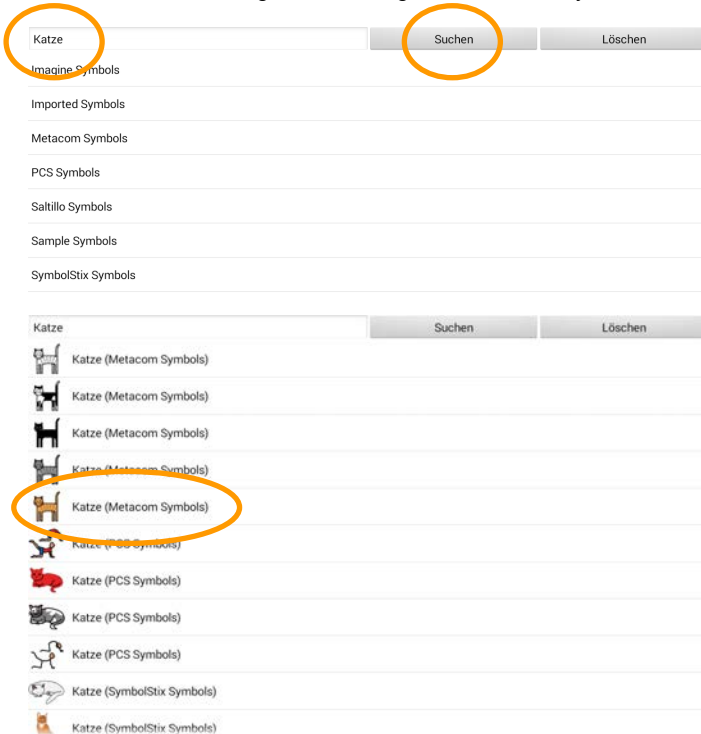 Katze Suchen Löschen
Imagine Symbols
Imported Symbols
Metacom Symbols
PCS Symbols
Saltillo Symbols
Sample Symbols
SymbolStix Symbols
Katze Suchen Löschen
Katze (Metacom Symbols)
Katze (Metacom Symbols)
Katze (Metacom Symbols)
Katze (Metacom Symbols)
Katze (Metacom Symbols)
Katze (PCS Symbols)
Katze (PCS Symbols)
Katze (PCS Symbols)
Katze (PCS Symbols)
Katze (SymbolStix Symbols)
Katze (SymbolStix Symbols)